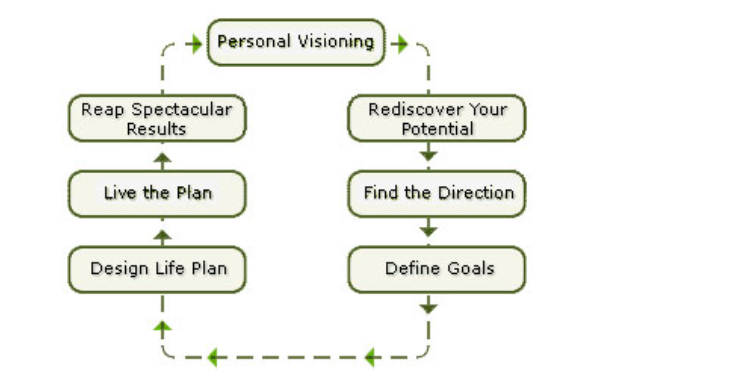 Personal Visioning
Reap Spectacular
Results
Rediscover Your
Potential
Live the Plan
Find the Direction
Design Life Plan
Define Goals